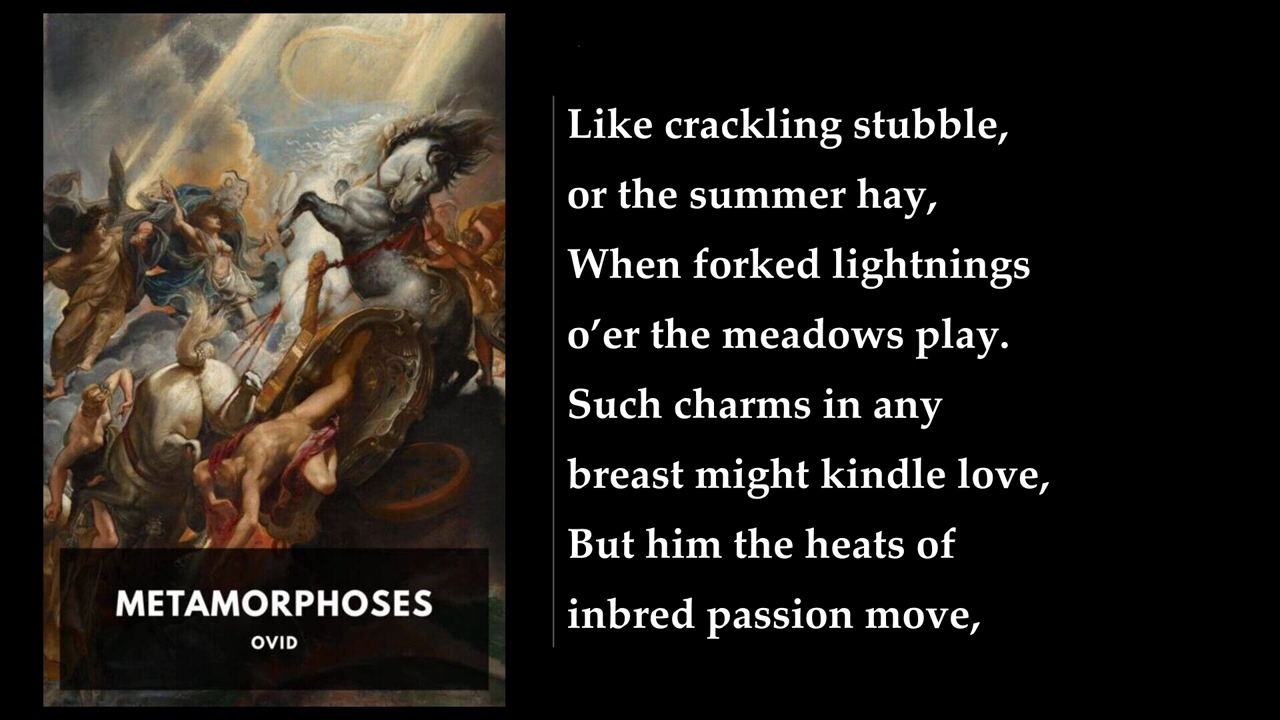 METAMORPHOSES
OVID
Like crackling stubble,
or the summer hay,
When forked lightnings
o’er the meadows play.
Such charms in any
breast might kindle love,
But him the heats of
inbred passion move,